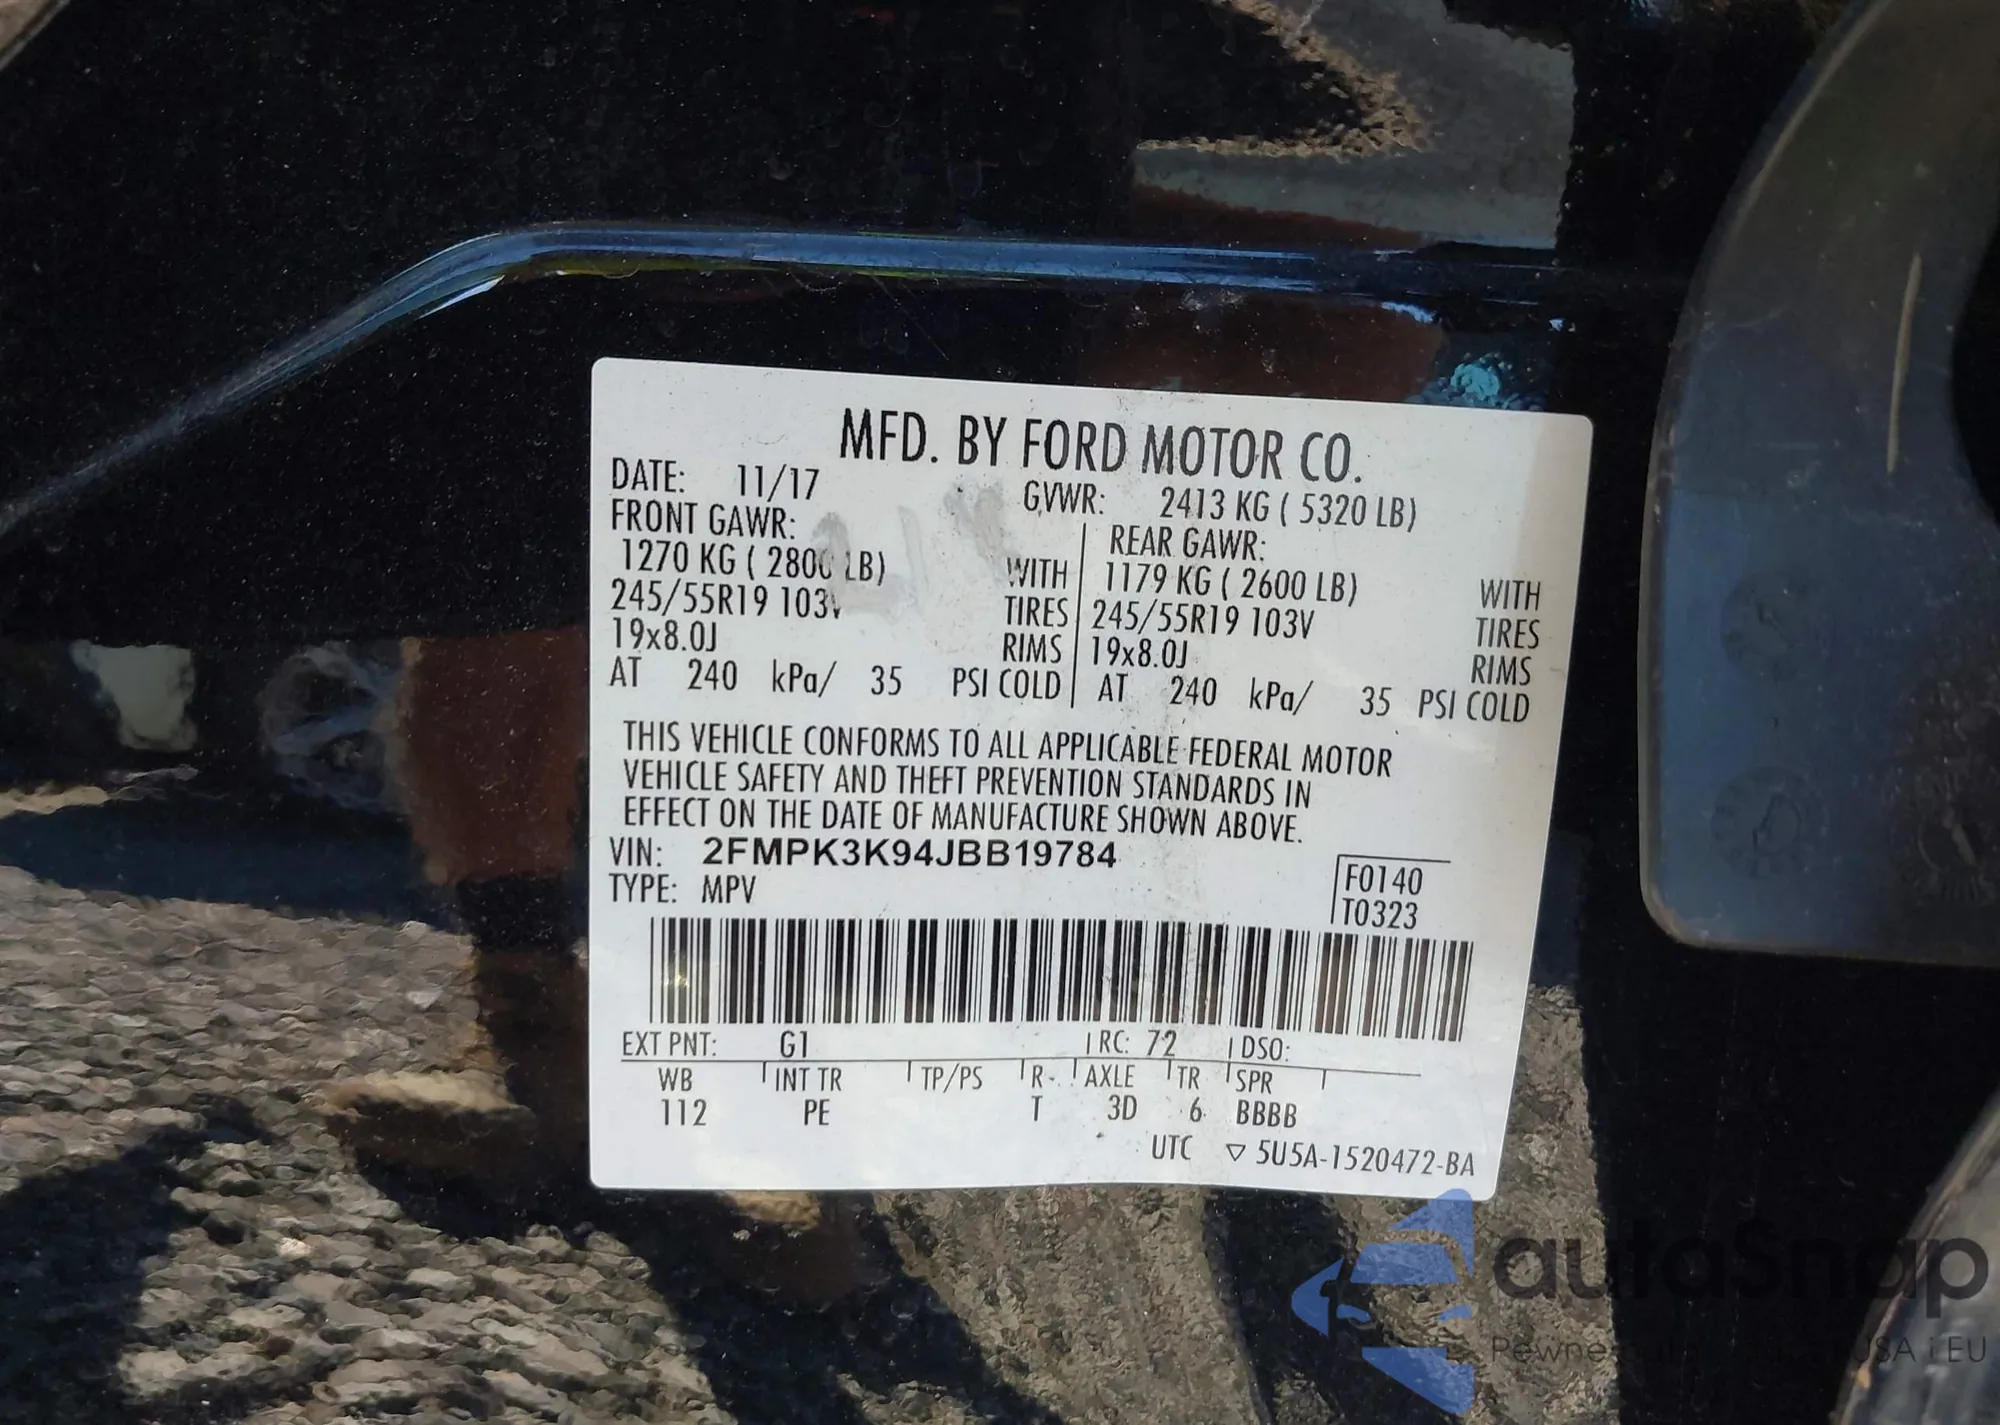 MFD. BY FORD MOTOR CO.
DATE: 11/17 GVWR: 2413 KG ( 5320 LB)
FRONT GAWR: REAR GAWR:
1270 KG ( 2800 LB) WITH 1179 KG ( 2600 LB) WITH
245/55R19 103V TIRES 245/55R19 103V TIRES
19x8.0J RIMS 19x8.0J RIMS
AT 240 kPa/ 35 PSI COLD AT 240 kPa/ 35 PSI COLD
THIS VEHICLE CONFORMS TO ALL APPLICABLE FEDERAL MOTOR
VEHICLE SAFETY AND THEFT PREVENTION STANDARDS IN
EFFECT ON THE DATE OF MANUFACTURE SHOWN ABOVE.
VIN: 2FMPK3K94JBB19784
TYPE: MPV
F0140
T0323
EXT PNT: G1 RC: 72 DSO:
WB INT TR TP/PS R AXLE TR SPR
112 PE T 3D 6 BBBB
UTC ▽ 5U5A-1520472-BA
autaSnap
Pewne USA i EU